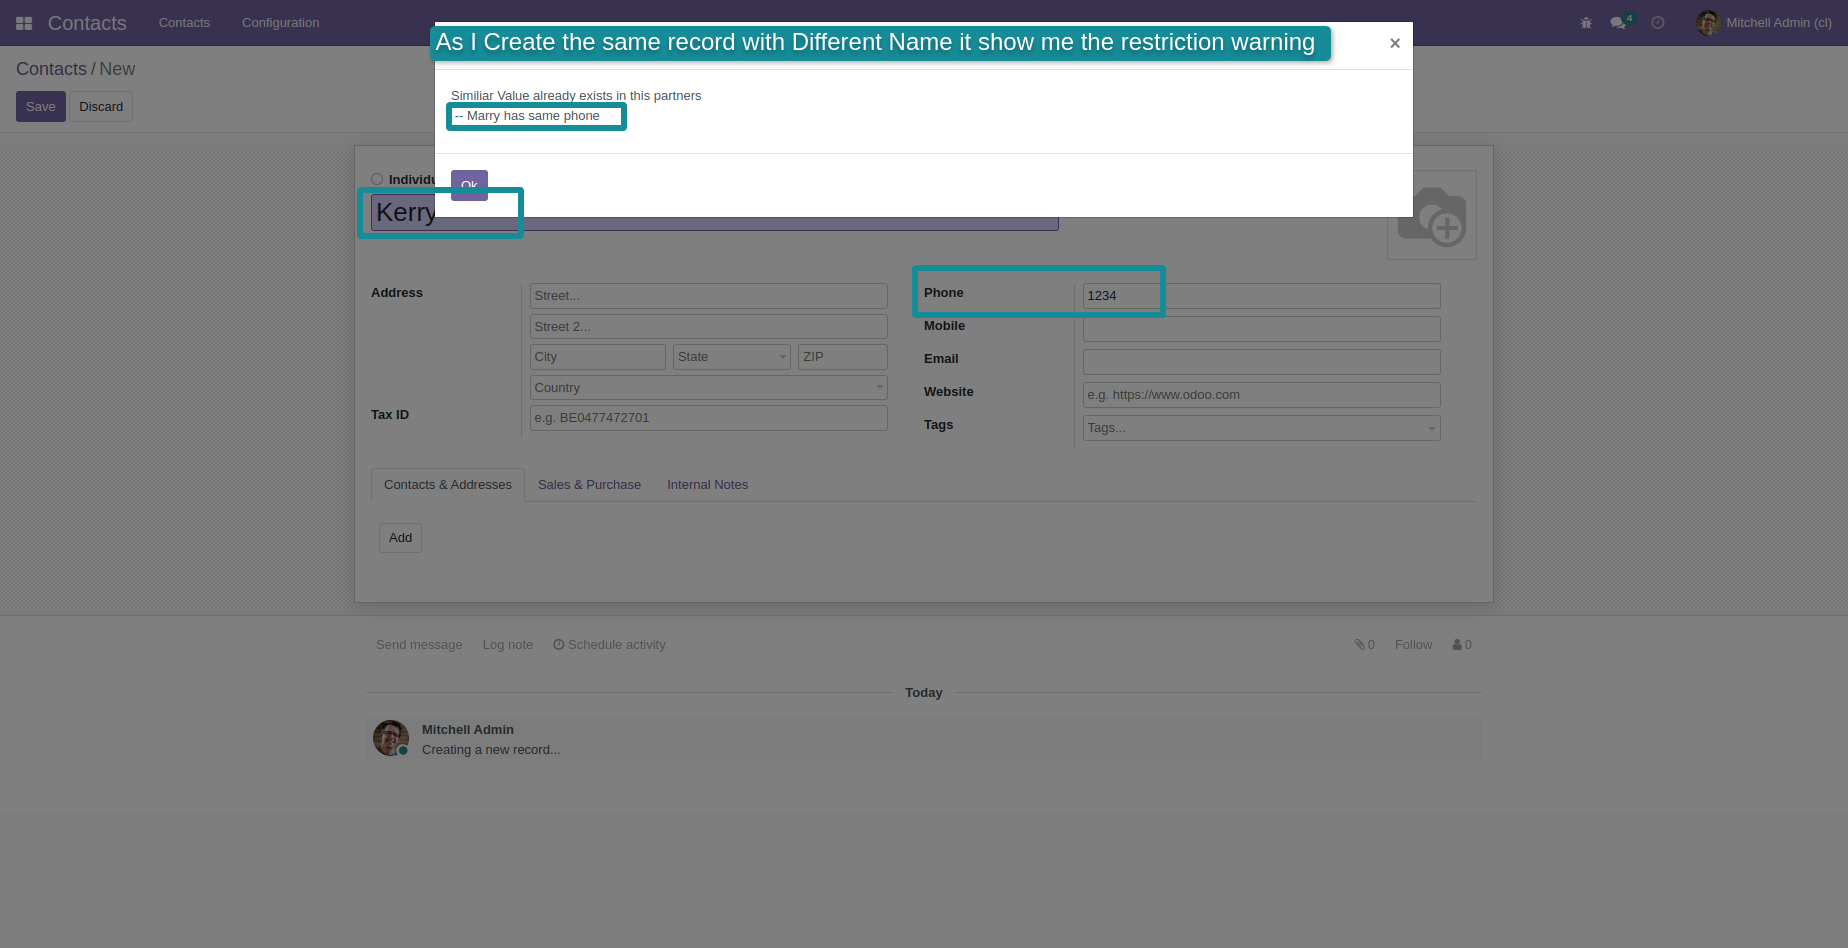 Contacts Contacts Configuration 4 Mitchell Admin (cl)
As I Create the same record with Different Name it show me the restriction warning ×
Contacts / New
Save Discard
Similiar Value already exists in this partners
-- Marry has same phone
Ok
Kerry
Address Street... Phone 1234
Street 2... Mobile
City State ZIP Email
Country Website e.g. https://www.odoo.com
Tax ID e.g. BE0477472701 Tags Tags...
Contacts & Addresses Sales & Purchase Internal Notes
Add
Send message Log note Schedule activity 0 Follow 0
Today
Mitchell Admin
Creating a new record...